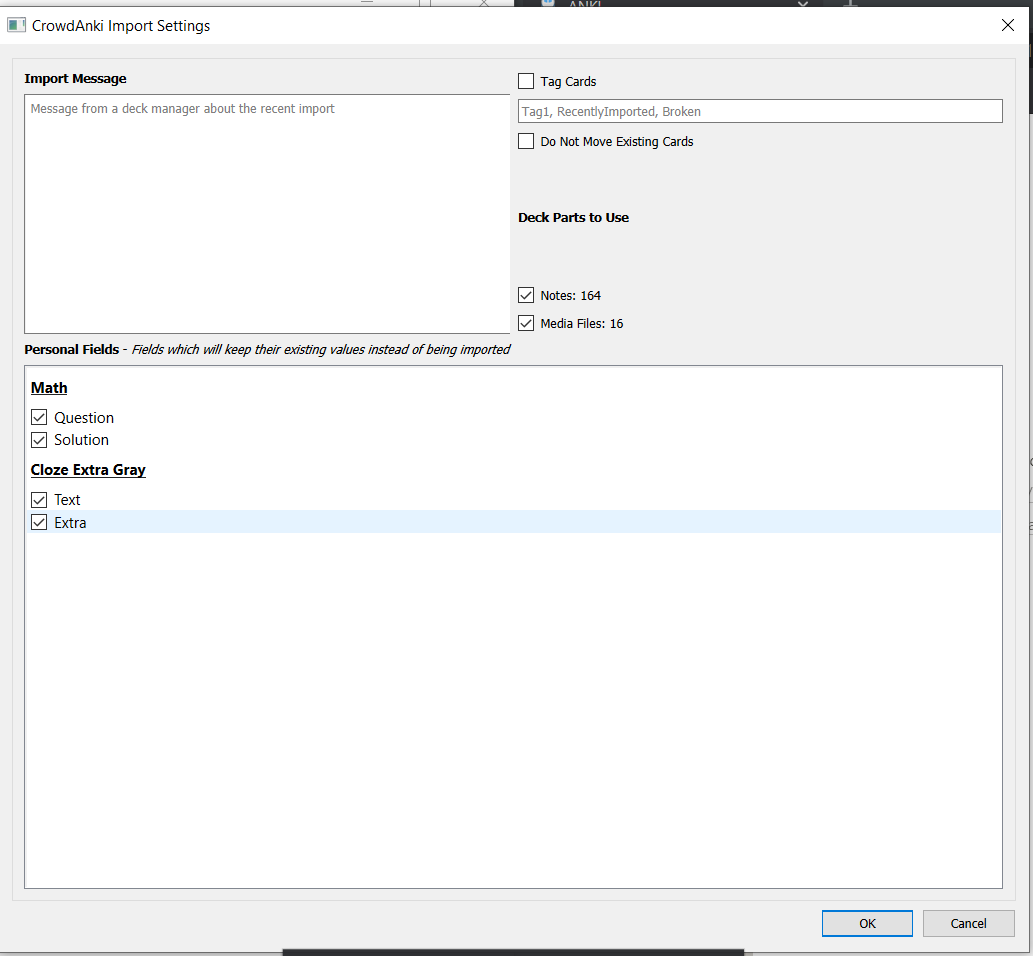 ANKI
CrowdAnki Import Settings
Import Message
Message from a deck manager about the recent import
Tag Cards
Tag1, RecentlyImported, Broken
Do Not Move Existing Cards
Deck Parts to Use
Notes: 164
Media Files: 16
Personal Fields - Fields which will keep their existing values instead of being imported
Math
Question
Solution
Cloze Extra Gray
Text
Extra
OK
Cancel